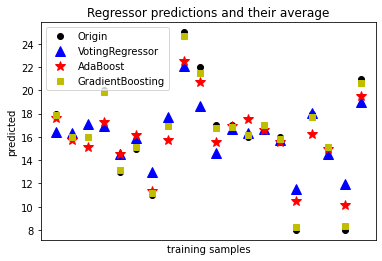 Regressor predictions and their average
Origin
VotingRegressor
AdaBoost
GradientBoosting
24
22
20
18
16
14
12
10
8
predicted
training samples